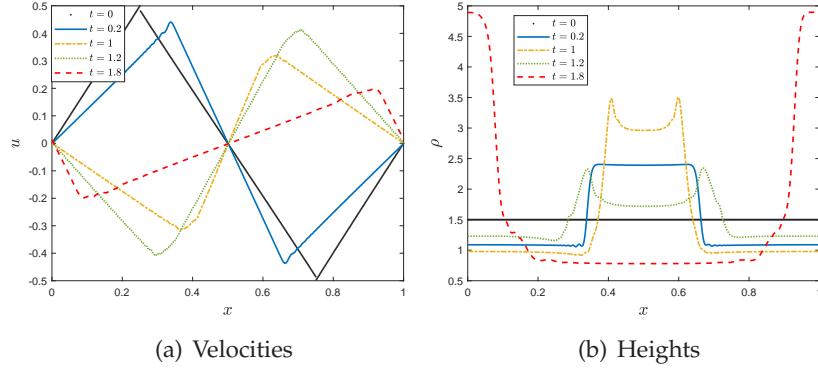 0.5
0.4
0.3
0.2
0.1
0
-0.1
-0.2
-0.3
-0.4
-0.5
u
0 0.2 0.4 0.6 0.8 1
x
t = 0
t = 0.2
t = 1
t = 1.2
t = 1.8
(a) Velocities
5
4.5
4
3.5
3
2.5
2
1.5
1
0.5
ρ
0 0.2 0.4 0.6 0.8 1
x
t = 0
t = 0.2
t = 1
t = 1.2
t = 1.8
(b) Heights